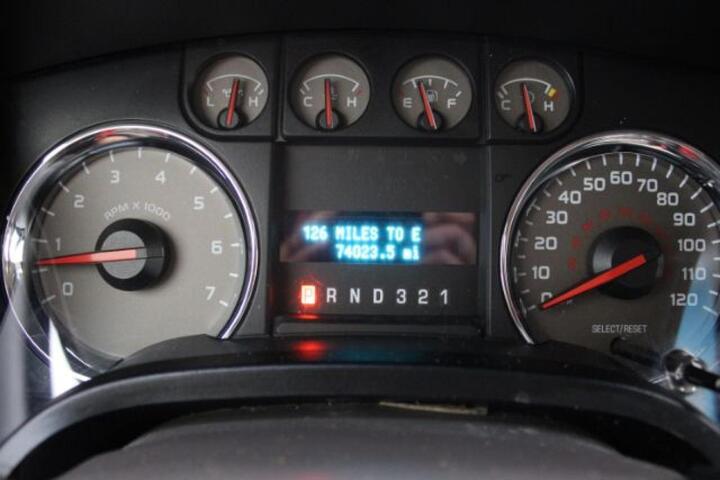 L H
C H
E F
C H
0 1 2 3 4 5 6 7
RPM X 1000
126 MILES TO E
74023.5 mi
P R N D 3 2 1
0 10 20 30 40 50 60 70 80 90 100 110 120
SELECT/RESET